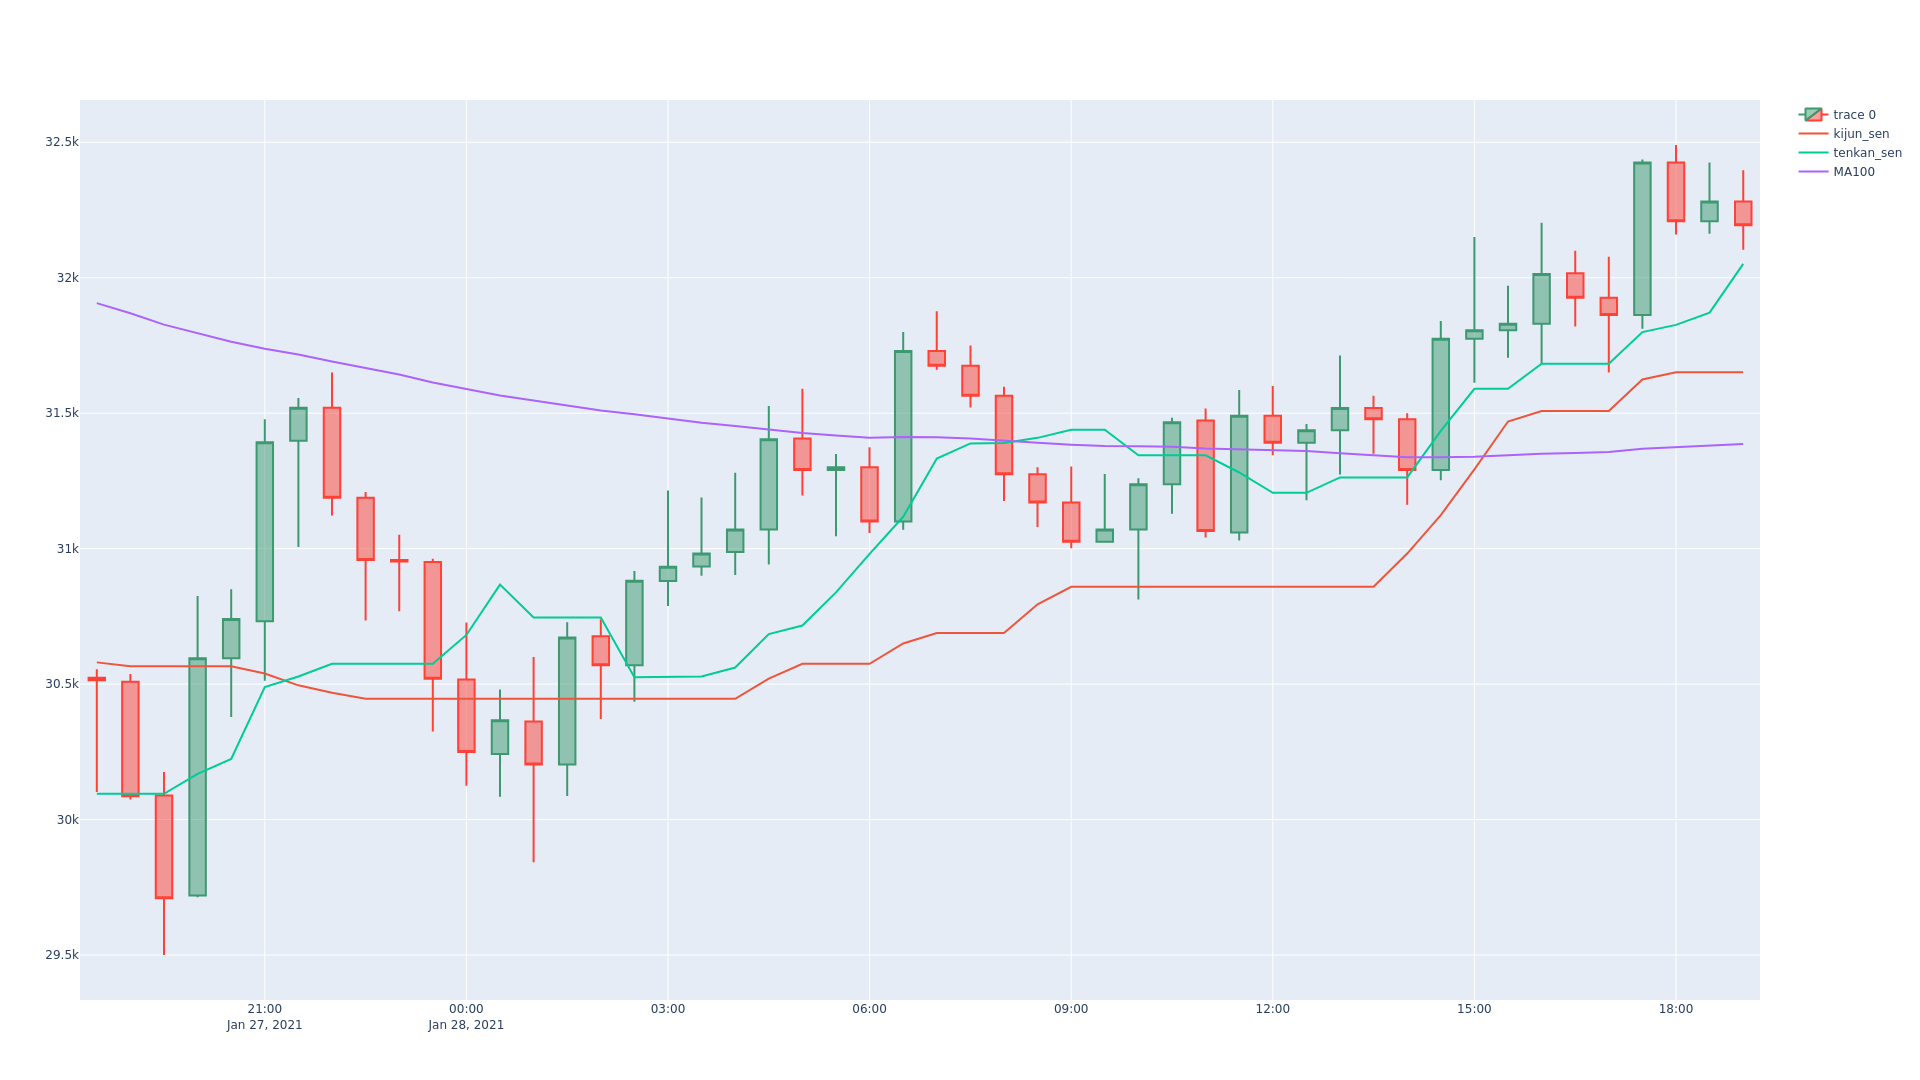 32.5k
32k
31.5k
31k
30.5k
30k
29.5k
21:00
Jan 27, 2021
00:00
Jan 28, 2021
03:00
06:00
09:00
12:00
15:00
18:00
trace 0
kijun_sen
tenkan_sen
MA100